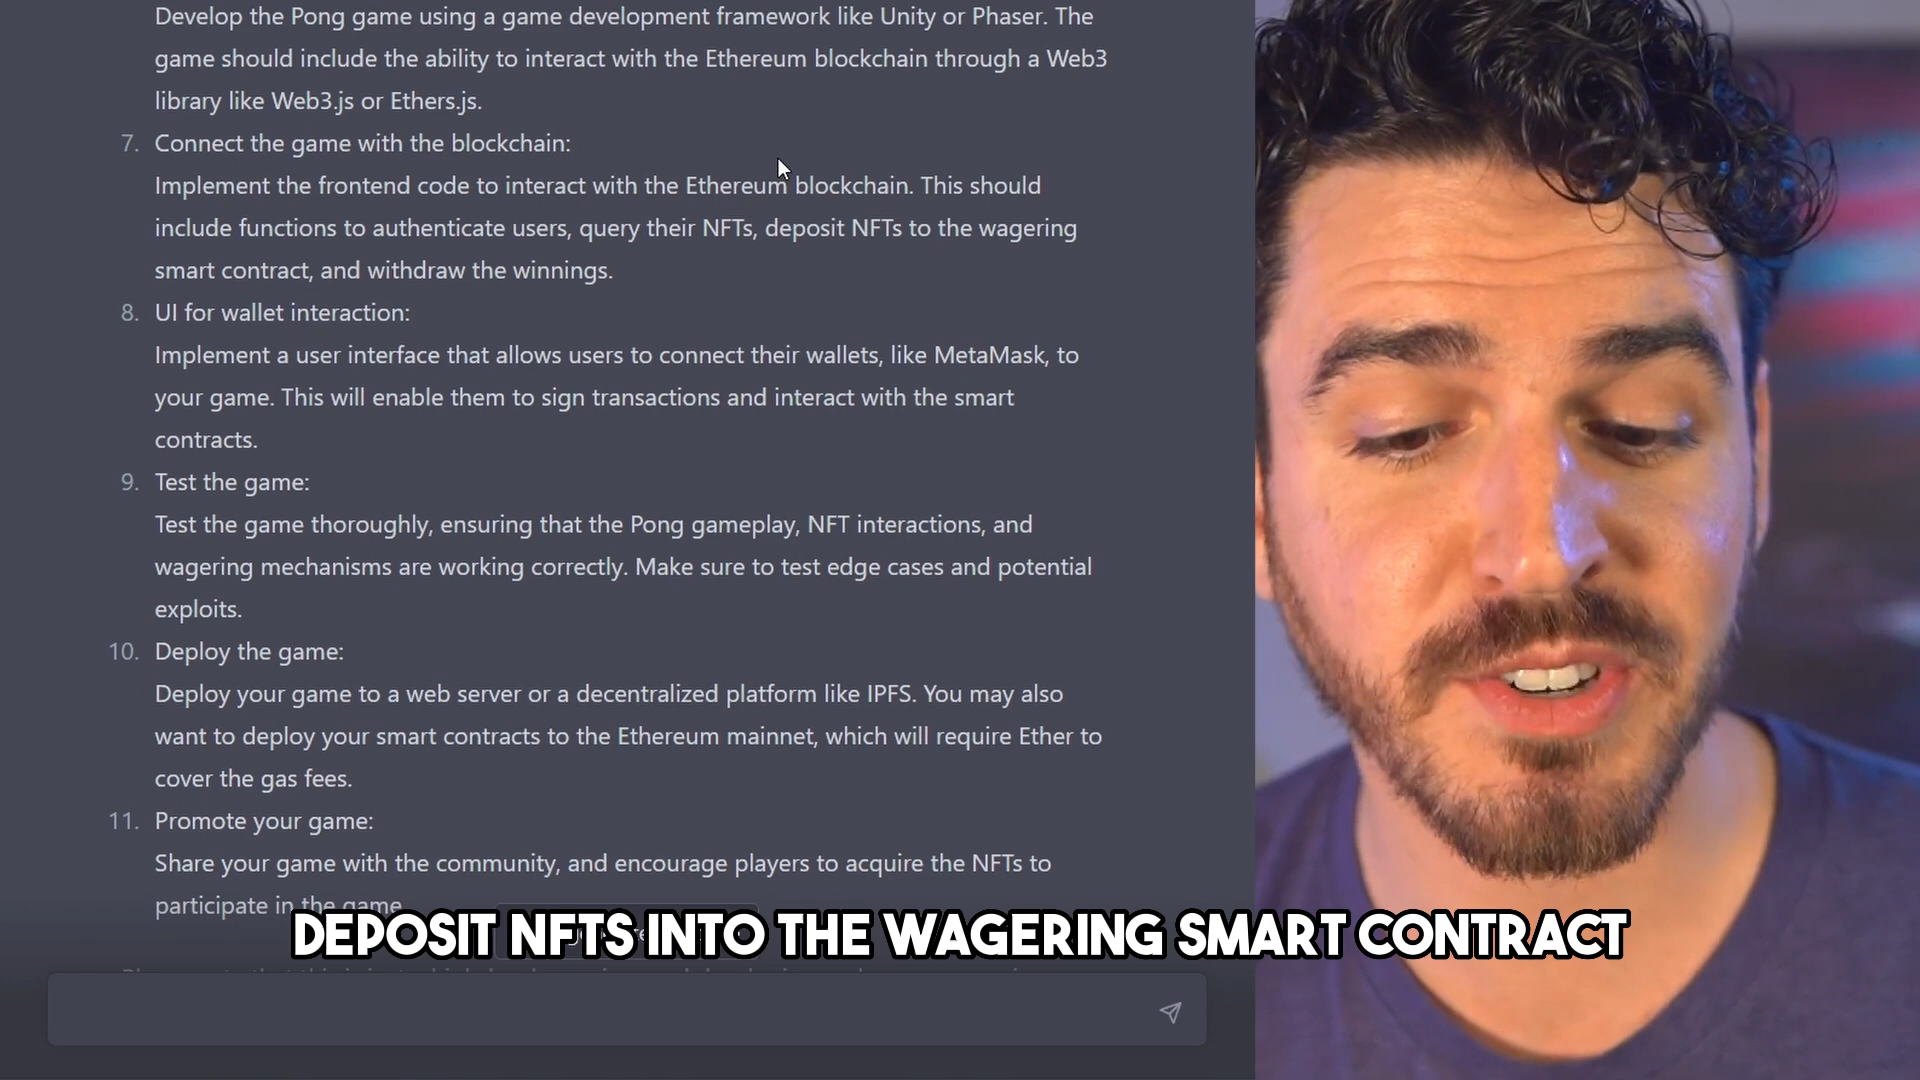 Develop the Pong game using a game development framework like Unity or Phaser. The
game should include the ability to interact with the Ethereum blockchain through a Web3
library like Web3.js or Ethers.js.
7. Connect the game with the blockchain:
Implement the frontend code to interact with the Ethereum blockchain. This should
include functions to authenticate users, query their NFTs, deposit NFTs to the wagering
smart contract, and withdraw the winnings.
8. UI for wallet interaction:
Implement a user interface that allows users to connect their wallets, like MetaMask, to
your game. This will enable them to sign transactions and interact with the smart
contracts.
9. Test the game:
Test the game thoroughly, ensuring that the Pong gameplay, NFT interactions, and
wagering mechanisms are working correctly. Make sure to test edge cases and potential
exploits.
10. Deploy the game:
Deploy your game to a web server or a decentralized platform like IPFS. You may also
want to deploy your smart contracts to the Ethereum mainnet, which will require Ether to
cover the gas fees.
11. Promote your game:
Share your game with the community, and encourage players to acquire the NFTs to
participate in the game
DEPOSIT NFTS INTO THE WAGERING SMART CONTRACT